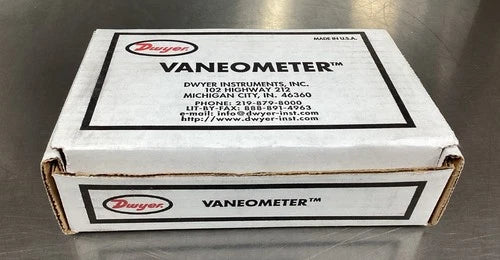 Dwyer
MADE IN U.S.A.
VANEOMETER™
DWYER INSTRUMENTS, INC.
102 HIGHWAY 212
MICHIGAN CITY, IN. 46360
PHONE: 219-879-8000
LIT-BY-FAX: 888-891-4963
e-mail: info@dwyer-inst.com
http://www.dwyer-inst.com
Dwyer
VANEOMETER™